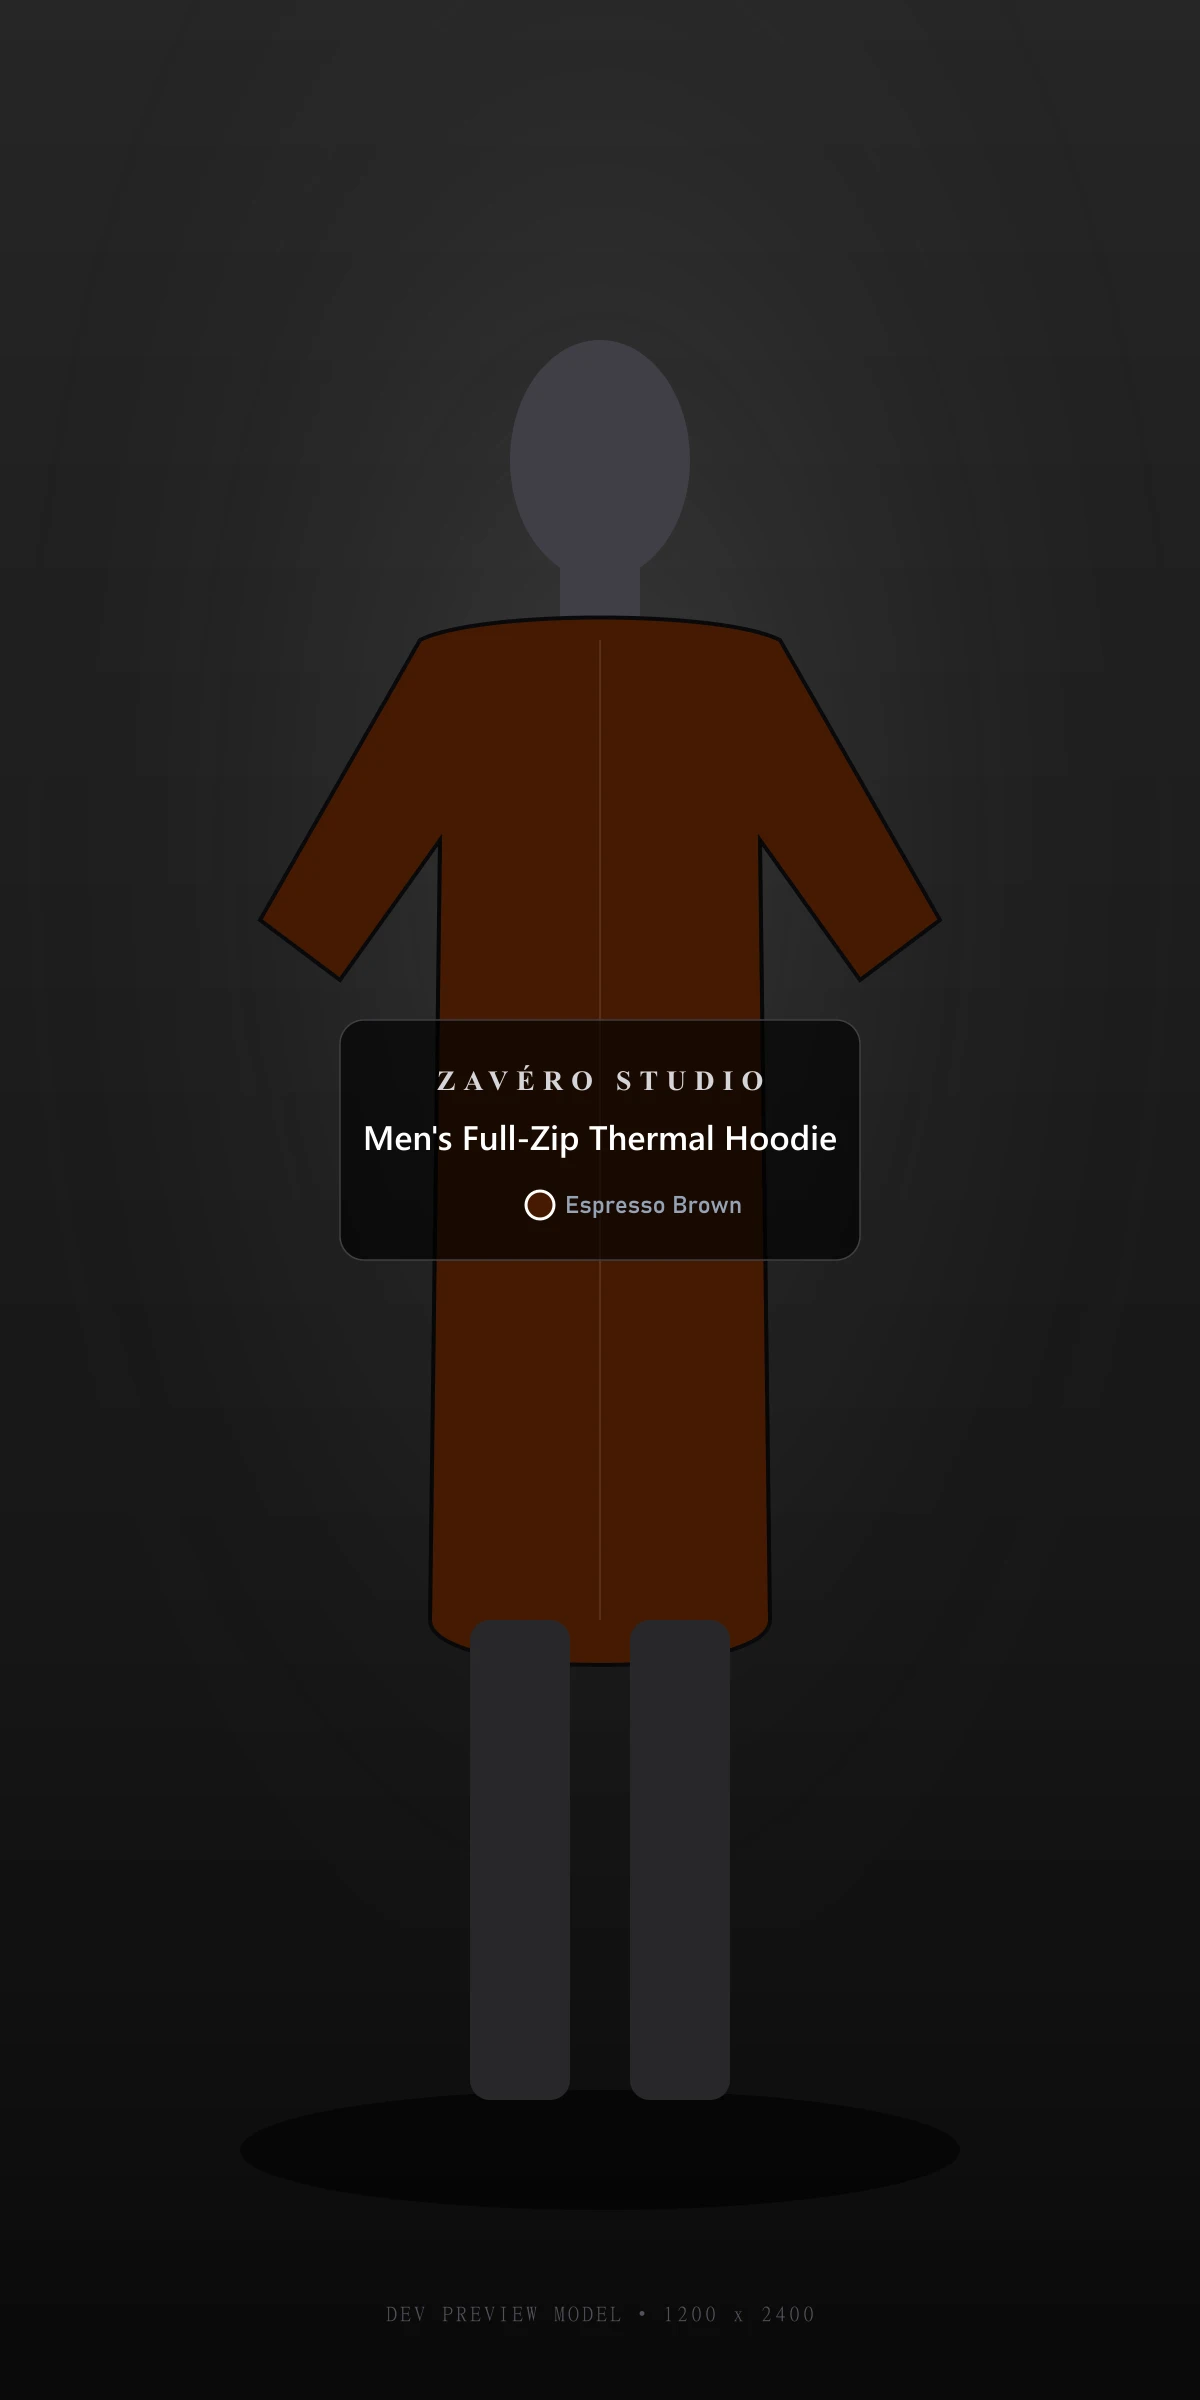 ZAVÉRO STUDIO
Men's Full-Zip Thermal Hoodie
Espresso Brown
DEV PREVIEW MODEL • 1200 x 2400